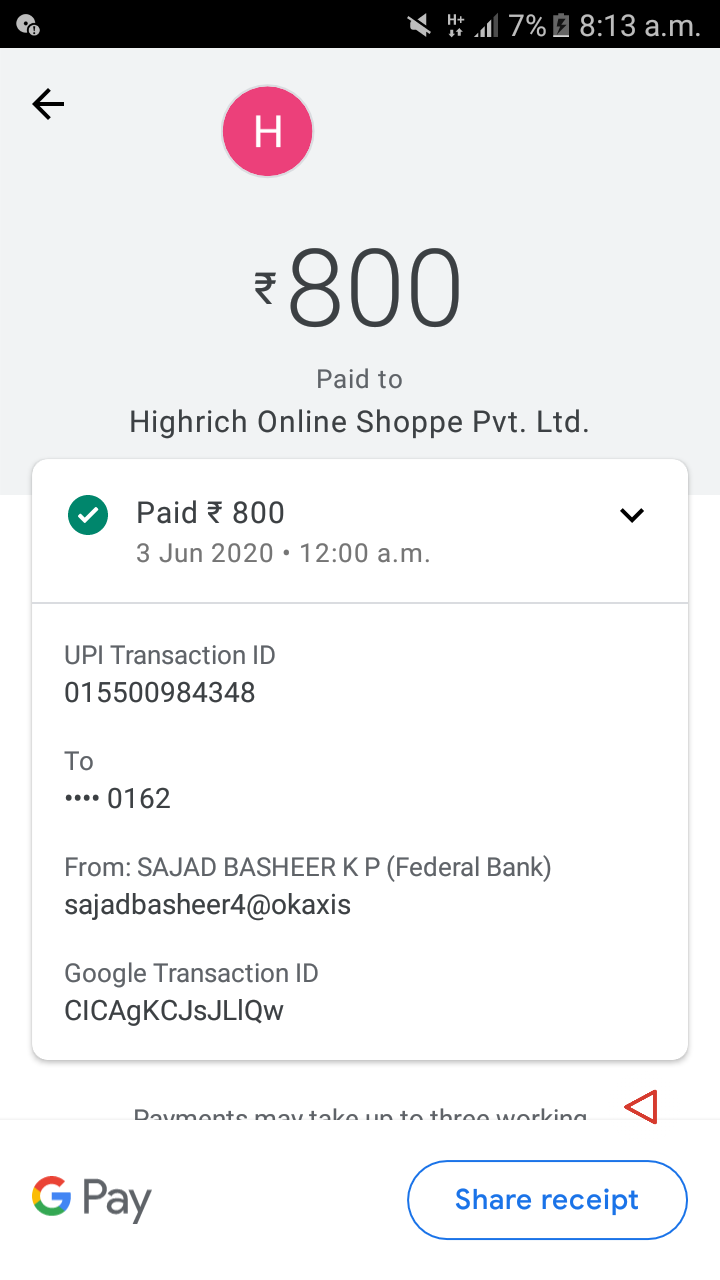 H+ 7% 8:13 a.m.
H
₹800
Paid to
Highrich Online Shoppe Pvt. Ltd.
Paid ₹ 800
3 Jun 2020 • 12:00 a.m.
UPI Transaction ID
015500984348
To
•••• 0162
From: SAJAD BASHEER K P (Federal Bank)
sajadbasheer4@okaxis
Google Transaction ID
CICAgKCJsJLlQw
Payments may take up to three working
G Pay
Share receipt